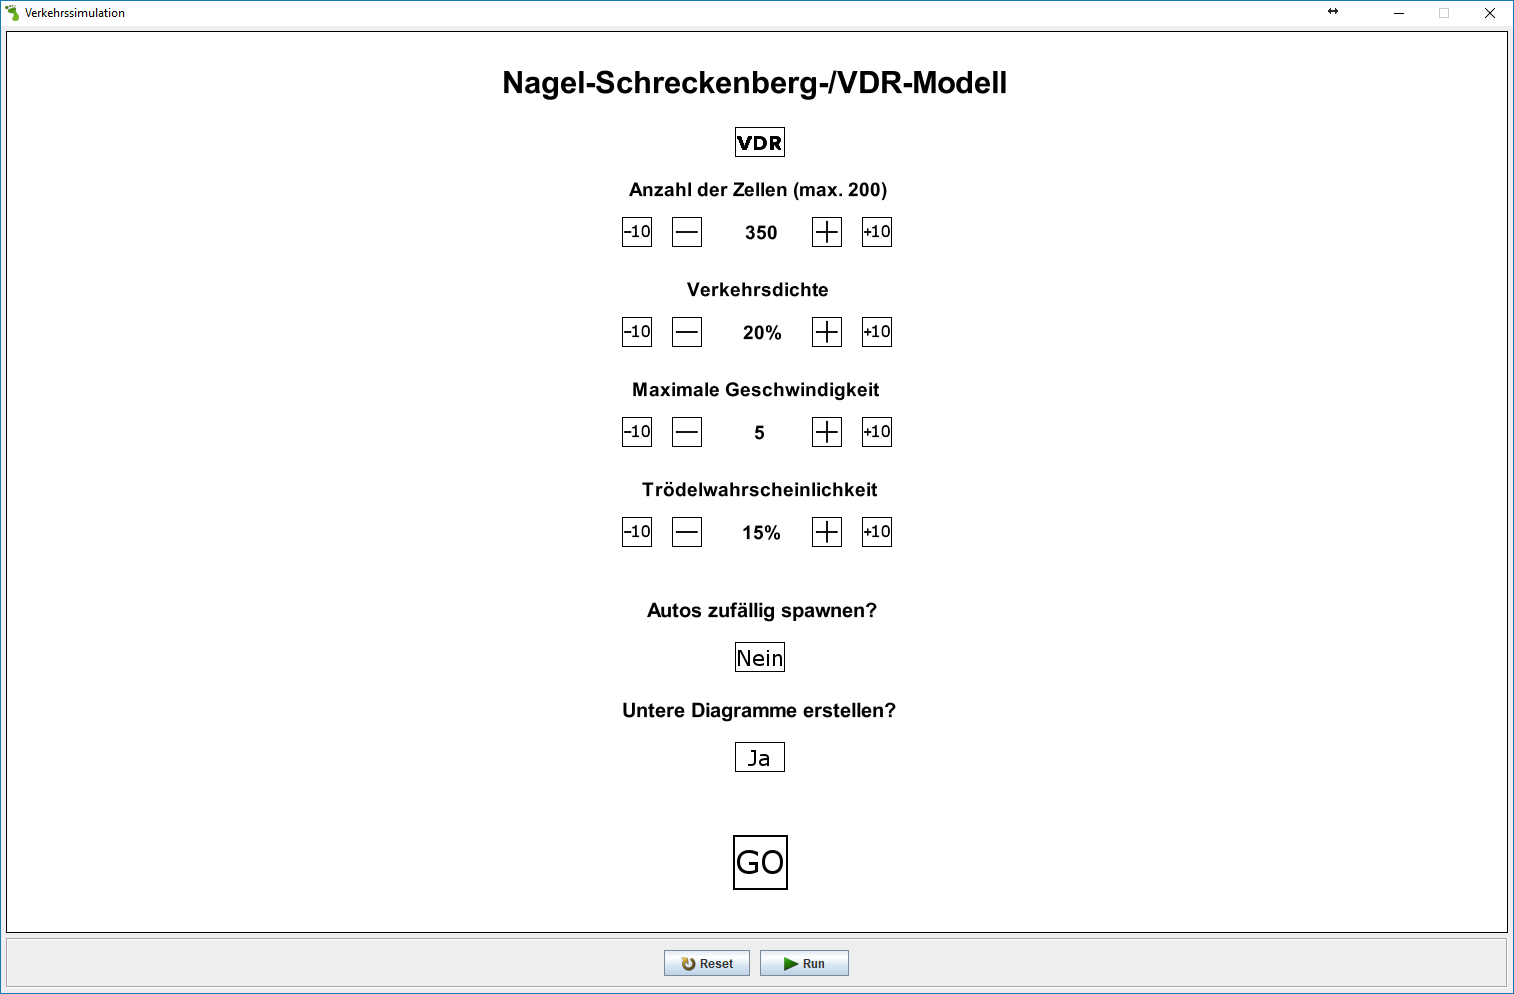 Verkehrssimulation
Nagel-Schreckenberg-/VDR-Modell
VDR
Anzahl der Zellen (max. 200)
-10 — 350 + +10
Verkehrsdichte
-10 — 20% + +10
Maximale Geschwindigkeit
-10 — 5 + +10
Trödelwahrscheinlichkeit
-10 — 15% + +10
Autos zufällig spawnen?
Nein
Untere Diagramme erstellen?
Ja
GO
Reset Run